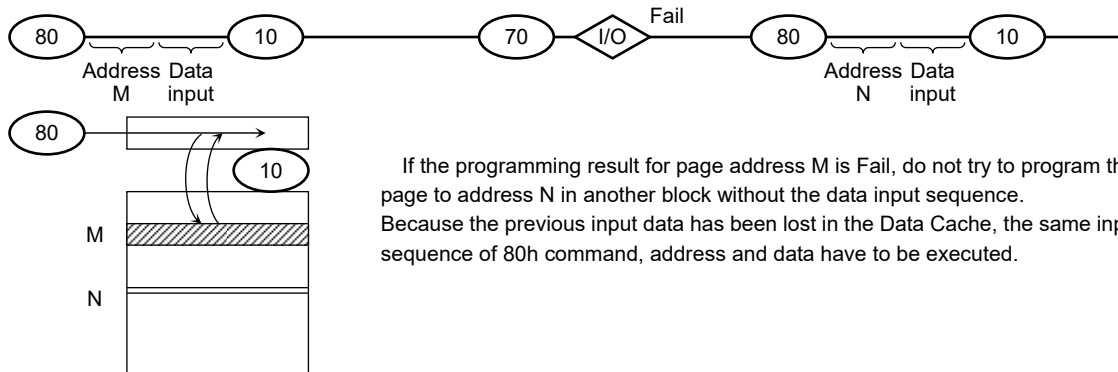 Fail
80 10 70 I/O 80 10
Address Data Address Data
M input N input
80
10
If the programming result for page address M is Fail, do not try to program
page to address N in another block without the data input sequence.
Because the previous input data has been lost in the Data Cache, the same
sequence of 80h command, address and data have to be executed.
M
N